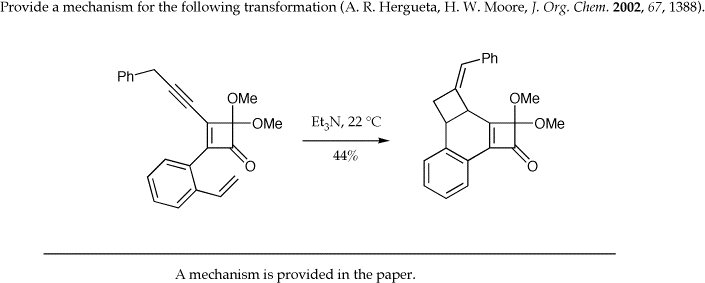 Provide a mechanism for the following transformation (A. R. Hergueta, H. W. Moore, J. Org. Chem. 2002, 67, 1388).
Ph
Ph
OMe
OMe
O
Et3N, 22 °C
44%
OMe
OMe
O
A mechanism is provided in the paper.